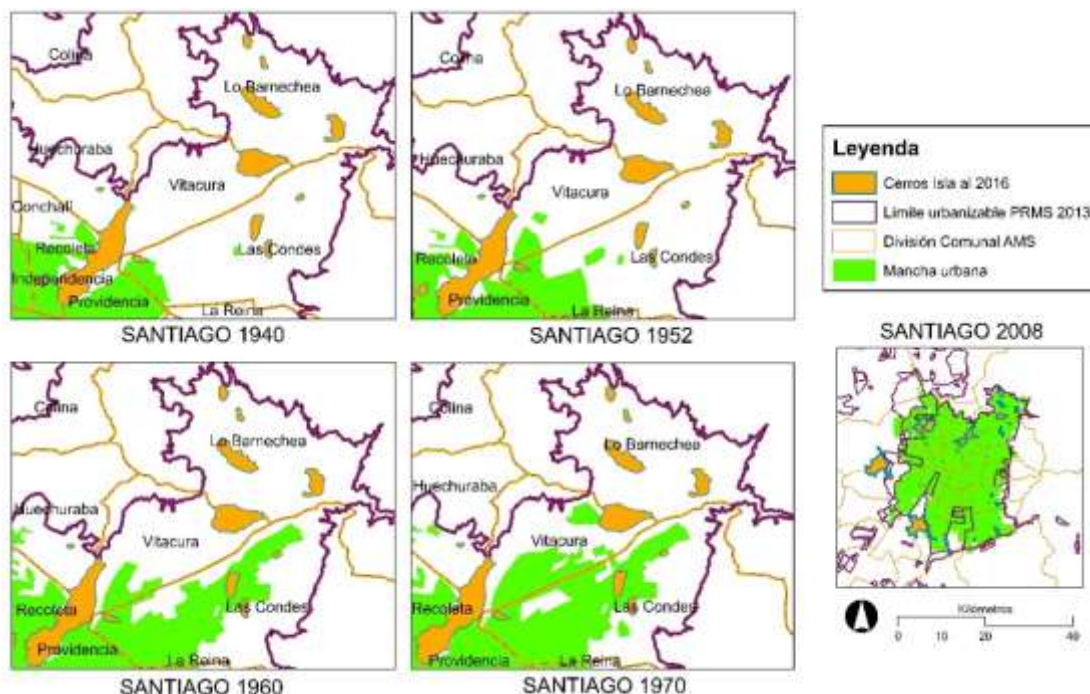 Colina
Lo Barnechea
Huechuraba
Vitacura
Conchalí
Recoleta
Las Condes
Independencia
Providencia
La Reina
SANTIAGO 1940
Colina
Lo Barnechea
Huechuraba
Vitacura
Recoleta
Las Condes
Providencia
La Reina
SANTIAGO 1952
Leyenda
Cerros Isla al 2016
Limite urbanizable PRMS 2013
División Comunal AMS
Mancha urbana
SANTIAGO 2008
Colina
Lo Barnechea
Huechuraba
Vitacura
Recoleta
Las Condes
Providencia
La Reina
SANTIAGO 1960
Colina
Lo Barnechea
Huechuraba
Vitacura
Recoleta
Las Condes
Providencia
La Reina
SANTIAGO 1970
Kilometros
0 10 20 40